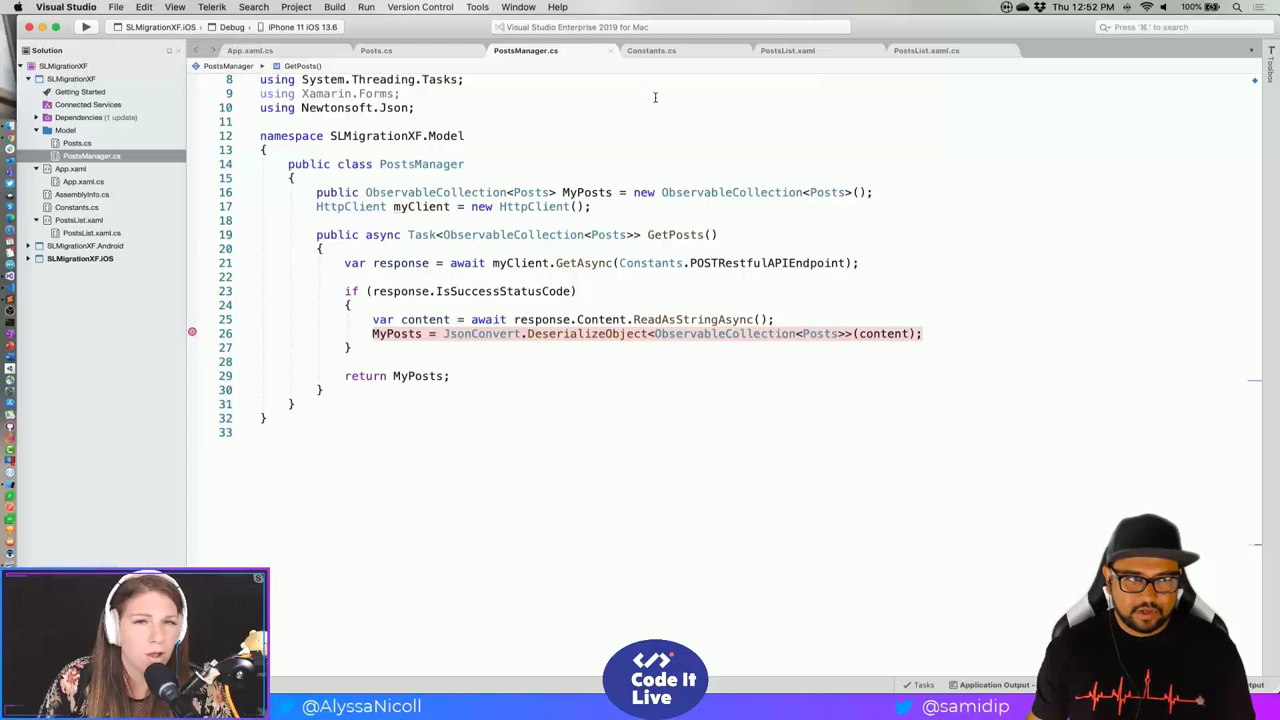 Visual Studio File Edit View Telerik Search Project Build Run Version Control Tools Window Help 100% Thu 12:52 PM
SLMigrationXF.iOS Debug iPhone 11 iOS 13.6 Visual Studio Enterprise 2019 for Mac Press '⌘.' to search
Solution App.xaml.cs Posts.cs PostsManager.cs Constants.cs PostsList.xaml PostsList.xaml.cs
PostsManager GetPosts()
SLMigrationXF
SLMigrationXF
Getting Started
Connected Services
Dependencies (1 update)
Model
Posts.cs
PostsManager.cs
App.xaml
App.xaml.cs
AssemblyInfo.cs
Constants.cs
PostsList.xaml
PostsList.xaml.cs
SLMigrationXF.Android
SLMigrationXF.iOS
8 using System.Threading.Tasks;
9 using Xamarin.Forms;
10 using Newtonsoft.Json;
11
12 namespace SLMigrationXF.Model
13 {
14 public class PostsManager
15 {
16 public ObservableCollection<Posts> MyPosts = new ObservableCollection<Posts>();
17 HttpClient myClient = new HttpClient();
18
19 public async Task<ObservableCollection<Posts>> GetPosts()
20 {
21 var response = await myClient.GetAsync(Constants.POSTRestfulAPIEndpoint);
22
23 if (response.IsSuccessStatusCode)
24 {
25 var content = await response.Content.ReadAsStringAsync();
26 MyPosts = JsonConvert.DeserializeObject<ObservableCollection<Posts>>(content);
27 }
28
29 return MyPosts;
30 }
31 }
32 }
33
Toolbox
Tasks Application Output -
@AlyssaNicoll
</> Code It
Live
@samidip